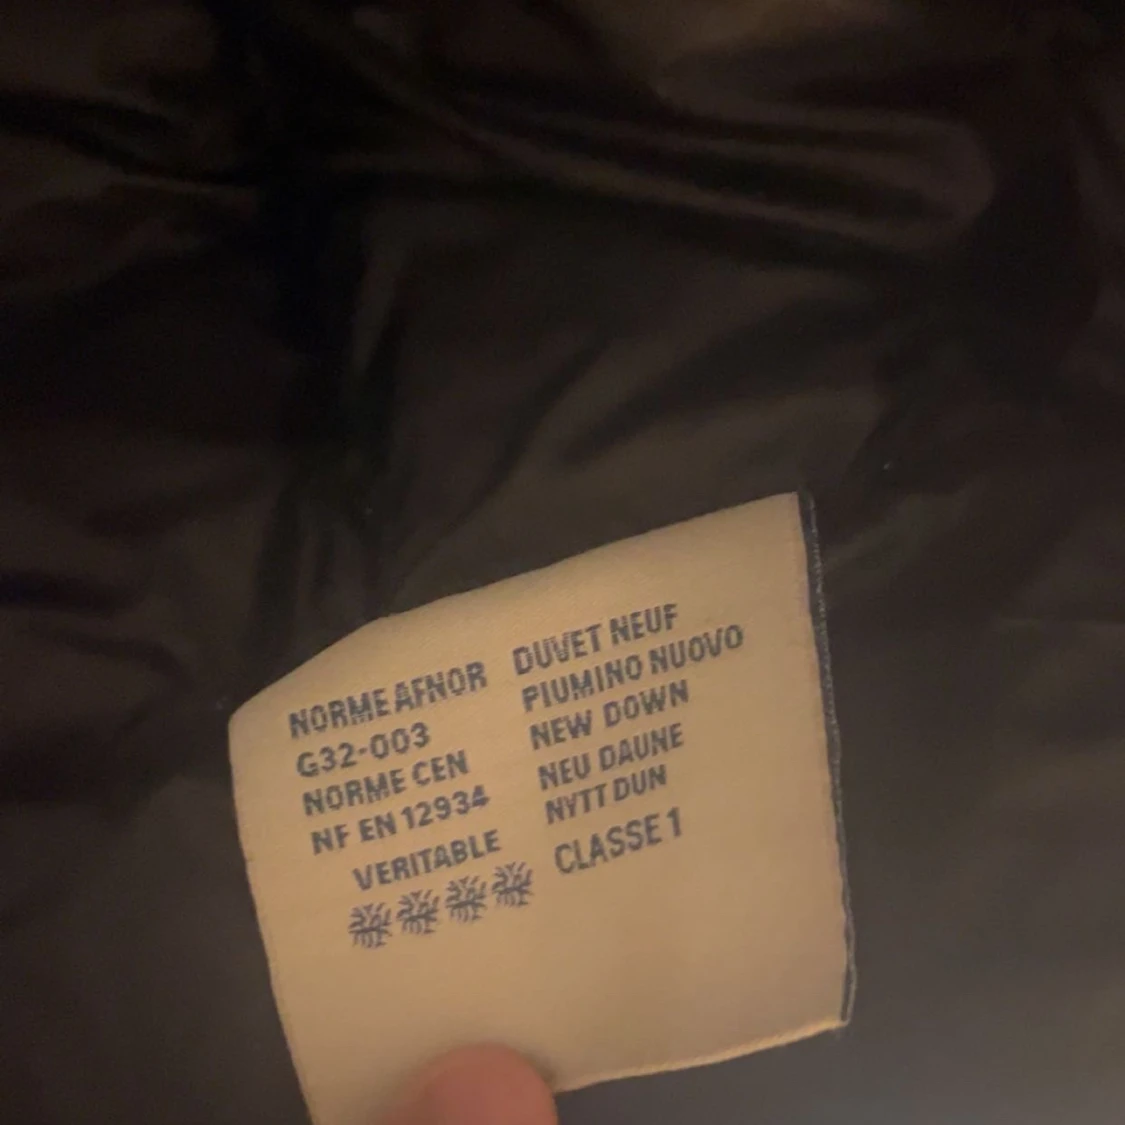 NORME AFNOR
G32-003
NORME CEN
NF EN 12934
VERITABLE
DUVET NEUF
PIUMINO NUOVO
NEW DOWN
NEU DAUNE
NYTT DUN
CLASSE 1